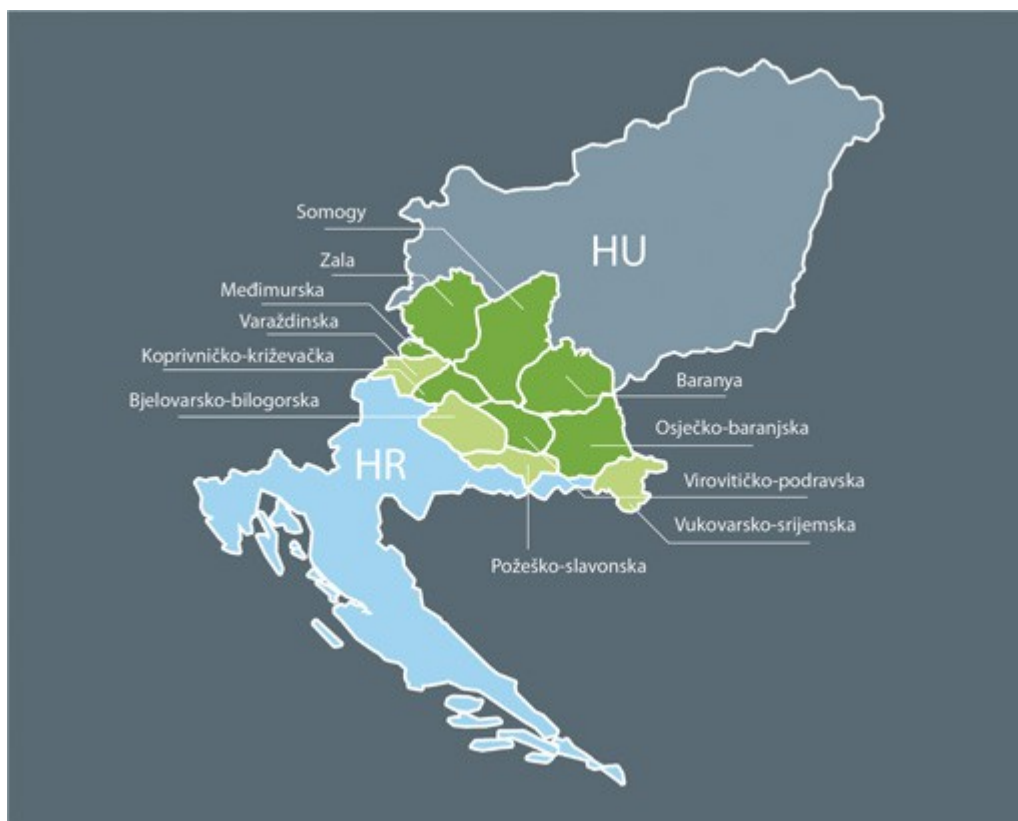 Somogy
HU
Zala
Međimurska
Varaždinska
Koprivničko-križevačka
Baranya
Bjelovarsko-bilogorska
Osječko-baranjska
HR
Virovitičko-podravska
Vukovarsko-srijemska
Požeško-slavonska